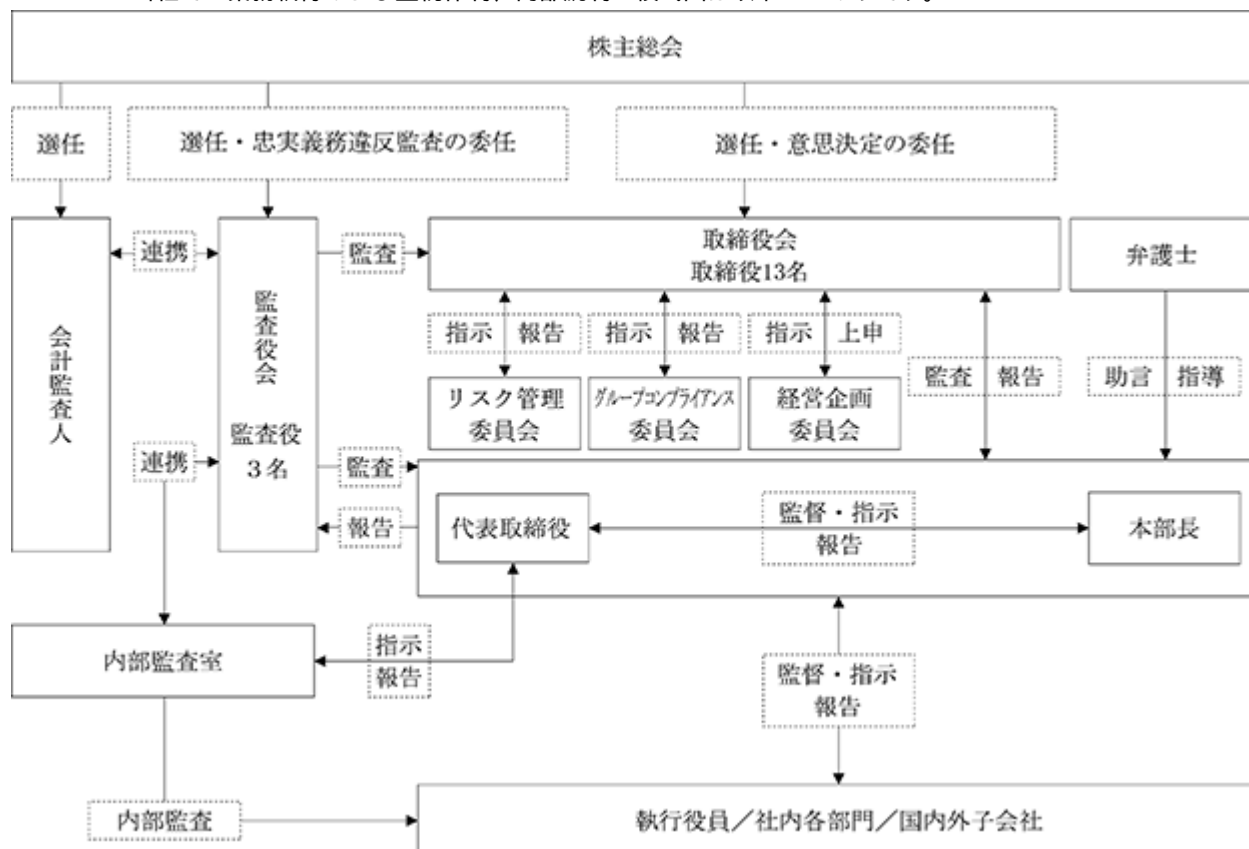 株主総会
選任
選任・忠実義務違反監査の委任
選任・意思決定の委任
会計監査人
連携
監査役会
監査役
3名
監査
取締役会
取締役13名
弁護士
指示 報告
指示 報告
指示 上申
監査 報告
助言 指導
リスク管理
委員会
グループコンプライアンス
委員会
経営企画
委員会
連携
監査
報告
代表取締役
監督・指示
報告
本部長
内部監査室
指示
報告
監督・指示
報告
内部監査
執行役員／社内各部門／国内外子会社